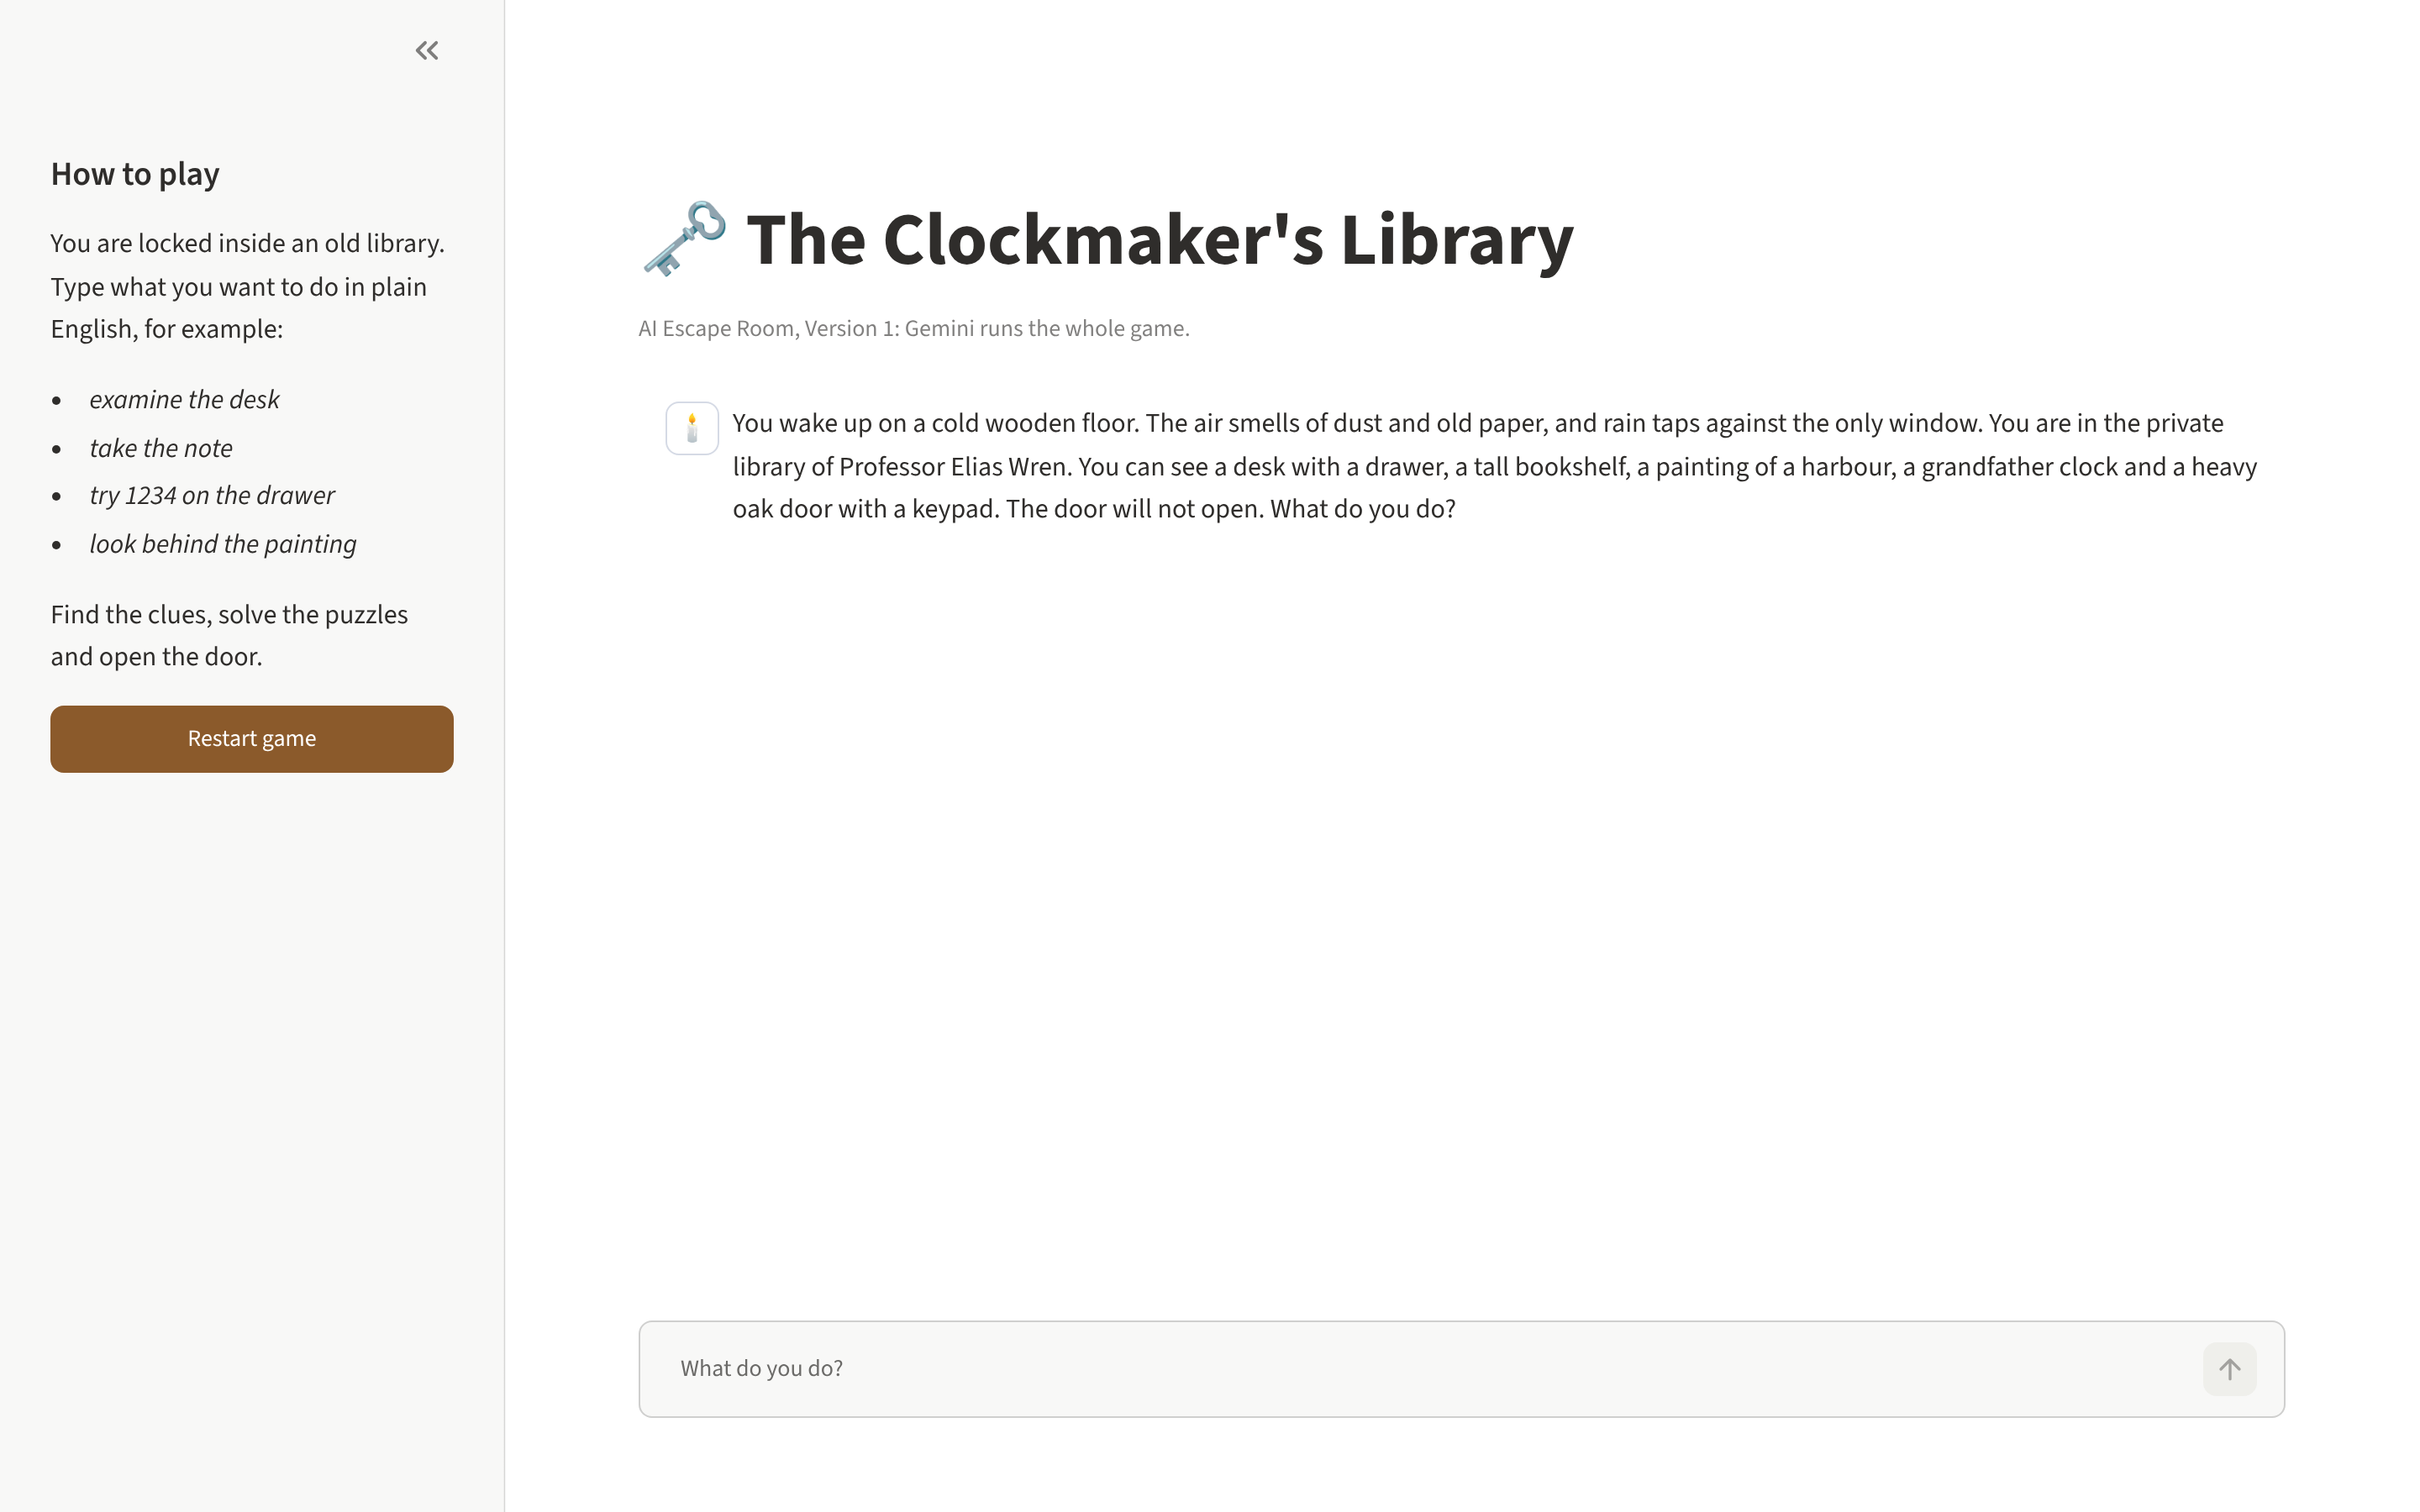 How to play
You are locked inside an old library.
Type what you want to do in plain
English, for example:
• examine the desk
• take the note
• try 1234 on the drawer
• look behind the painting
Find the clues, solve the puzzles
and open the door.
Restart game
The Clockmaker's Library
AI Escape Room, Version 1: Gemini runs the whole game.
You wake up on a cold wooden floor. The air smells of dust and old paper, and rain taps against the only window. You are in the private
library of Professor Elias Wren. You can see a desk with a drawer, a tall bookshelf, a painting of a harbour, a grandfather clock and a heavy
oak door with a keypad. The door will not open. What do you do?
What do you do?